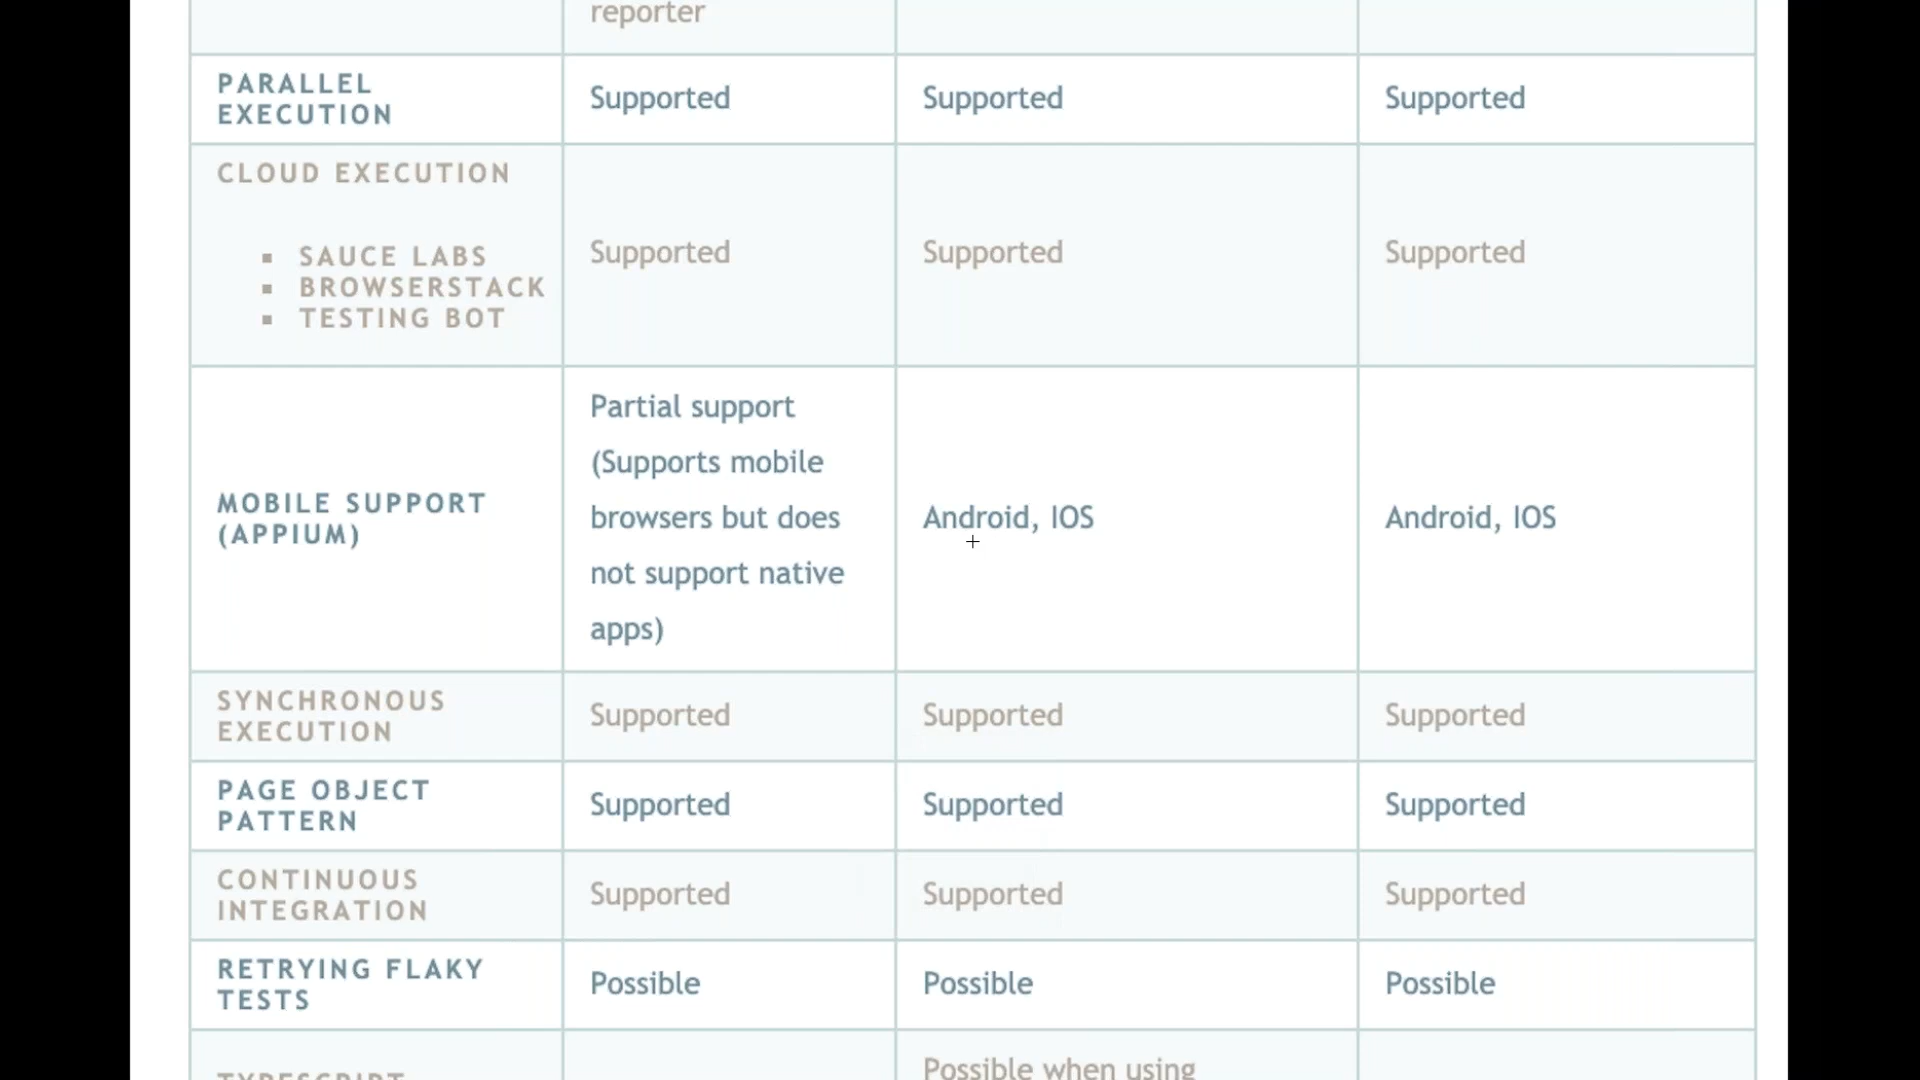 reporter
PARALLEL
EXECUTION
Supported
Supported
Supported
CLOUD EXECUTION
▪ SAUCE LABS
▪ BROWSERSTACK
▪ TESTING BOT
Supported
Supported
Supported
MOBILE SUPPORT
(APPIUM)
Partial support
(Supports mobile
browsers but does
not support native
apps)
Android, IOS
Android, IOS
SYNCHRONOUS
EXECUTION
Supported
Supported
Supported
PAGE OBJECT
PATTERN
Supported
Supported
Supported
CONTINUOUS
INTEGRATION
Supported
Supported
Supported
RETRYING FLAKY
TESTS
Possible
Possible
Possible
TYPESCRIPT
Possible when using